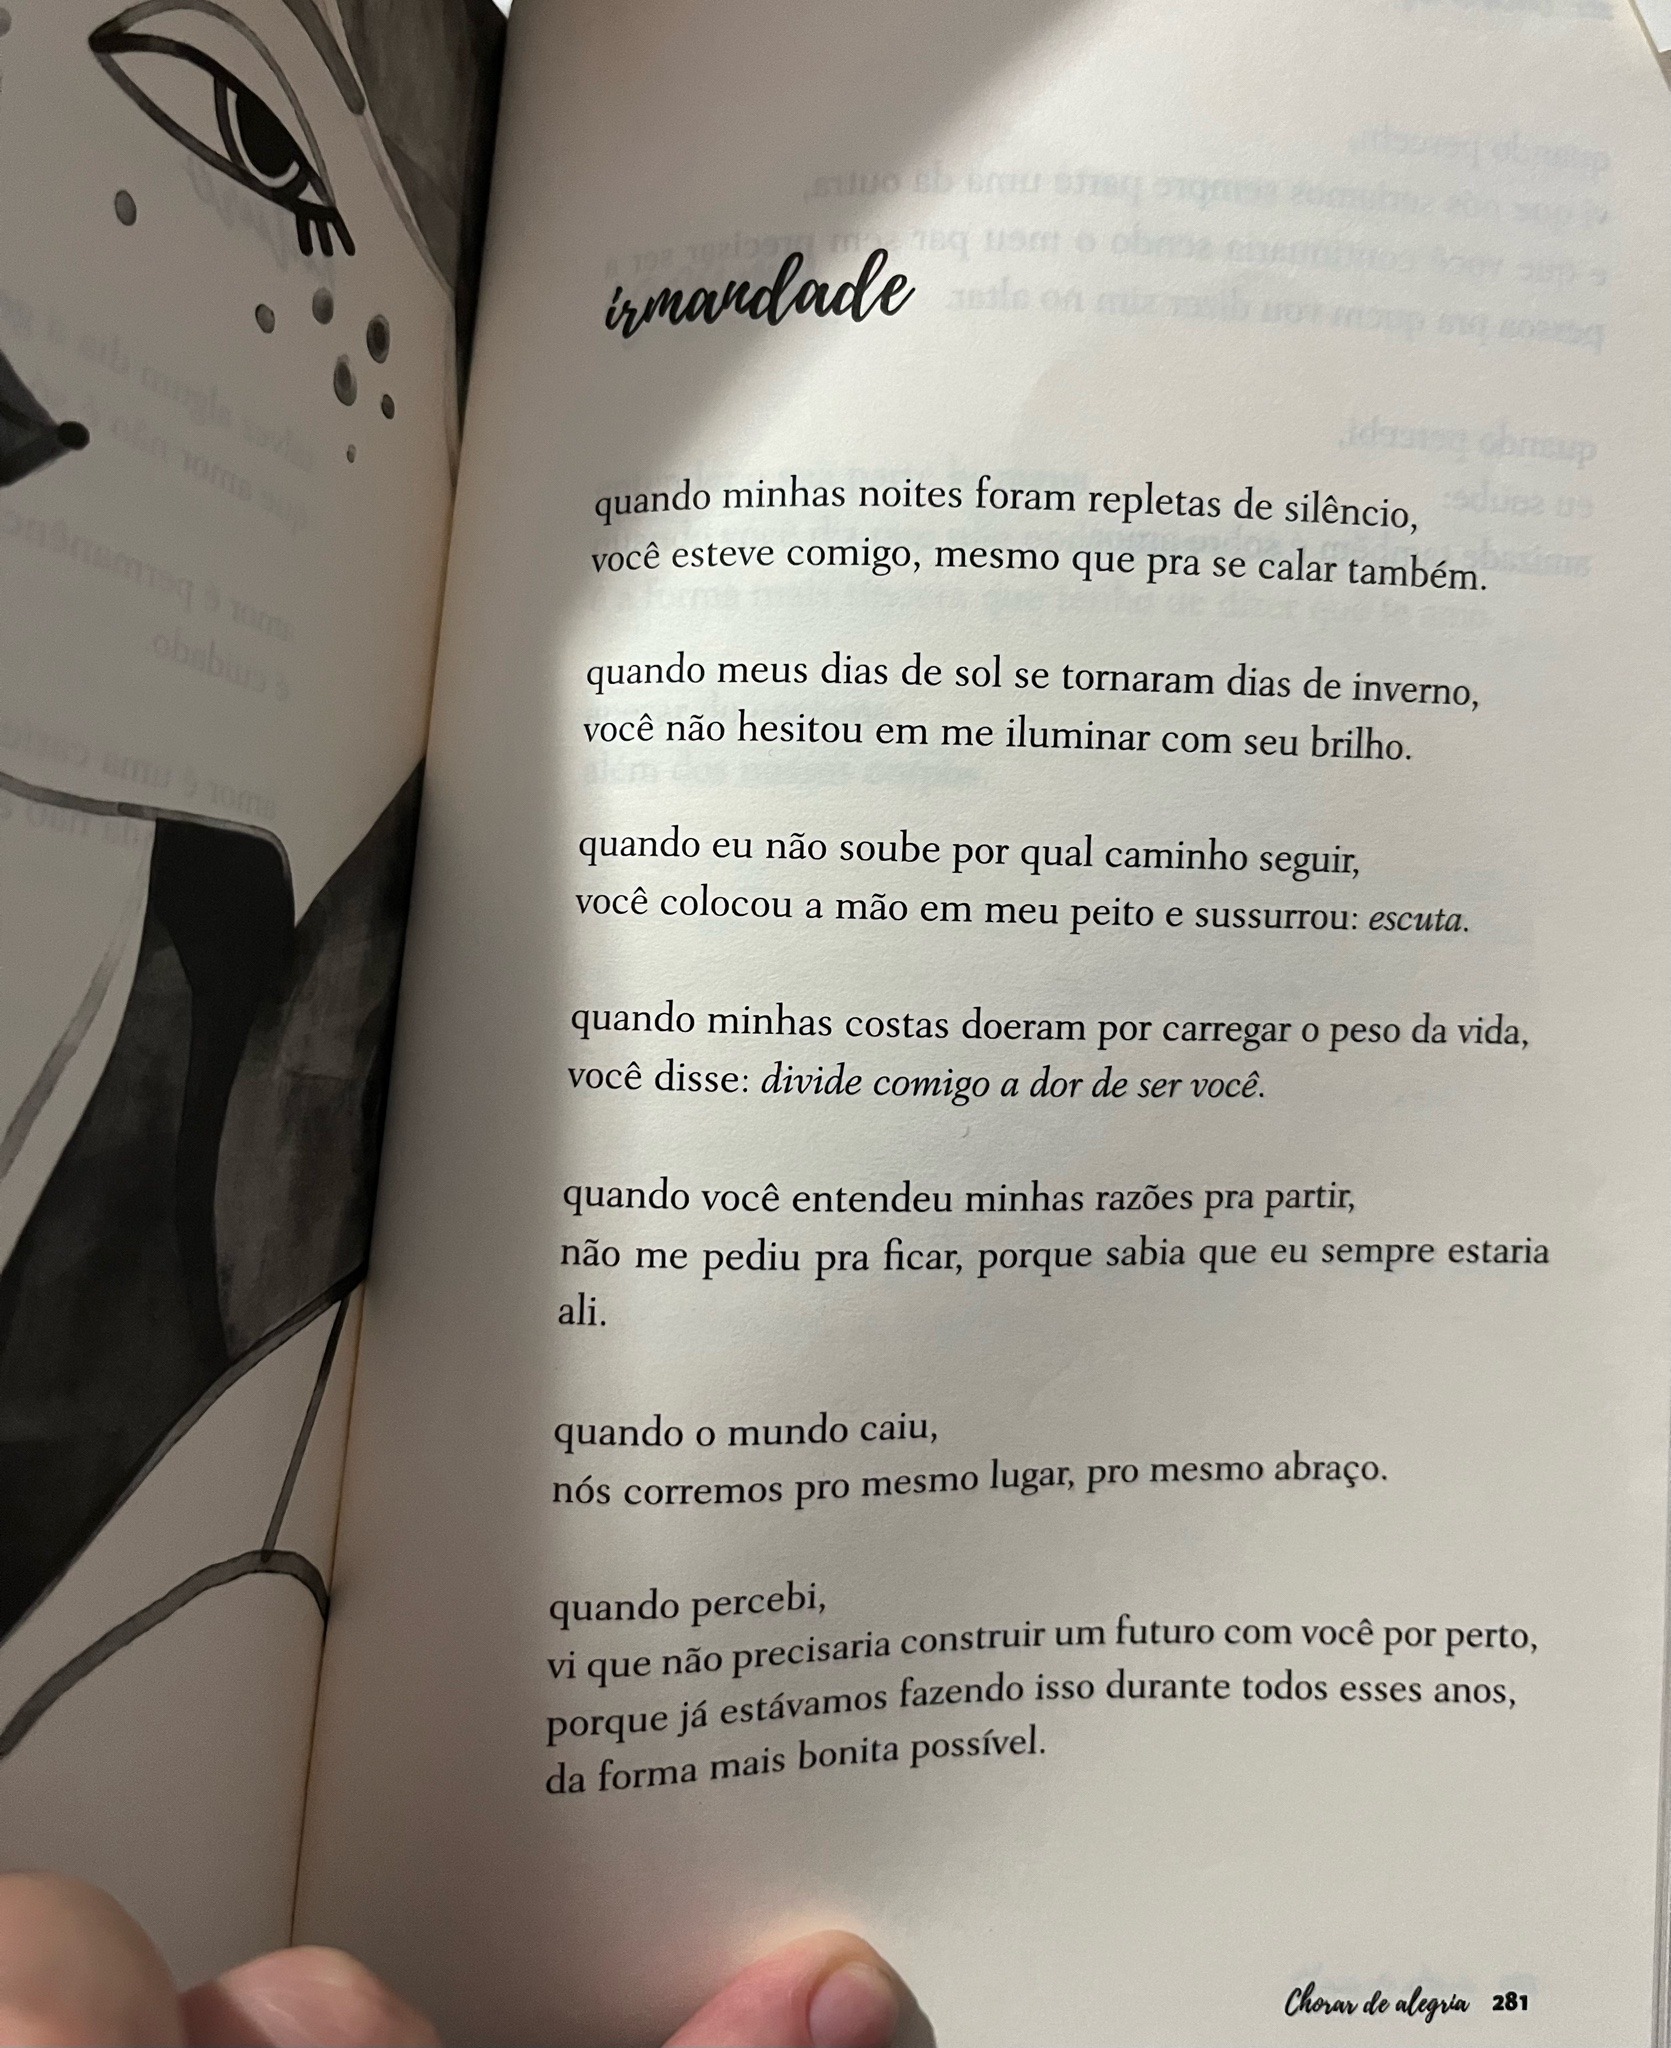 irmandade
quando minhas noites foram repletas de silêncio,
você esteve comigo, mesmo que pra se calar também.
quando meus dias de sol se tornaram dias de inverno,
você não hesitou em me iluminar com seu brilho.
quando eu não soube por qual caminho seguir,
você colocou a mão em meu peito e sussurrou: escuta.
quando minhas costas doeram por carregar o peso da vida,
você disse: divide comigo a dor de ser você.
quando você entendeu minhas razões pra partir,
não me pediu pra ficar, porque sabia que eu sempre estaria
ali.
quando o mundo caiu,
nós corremos pro mesmo lugar, pro mesmo abraço.
quando percebi,
vi que não precisaria construir um futuro com você por perto,
porque já estávamos fazendo isso durante todos esses anos,
da forma mais bonita possível.
Chorar de alegria 281